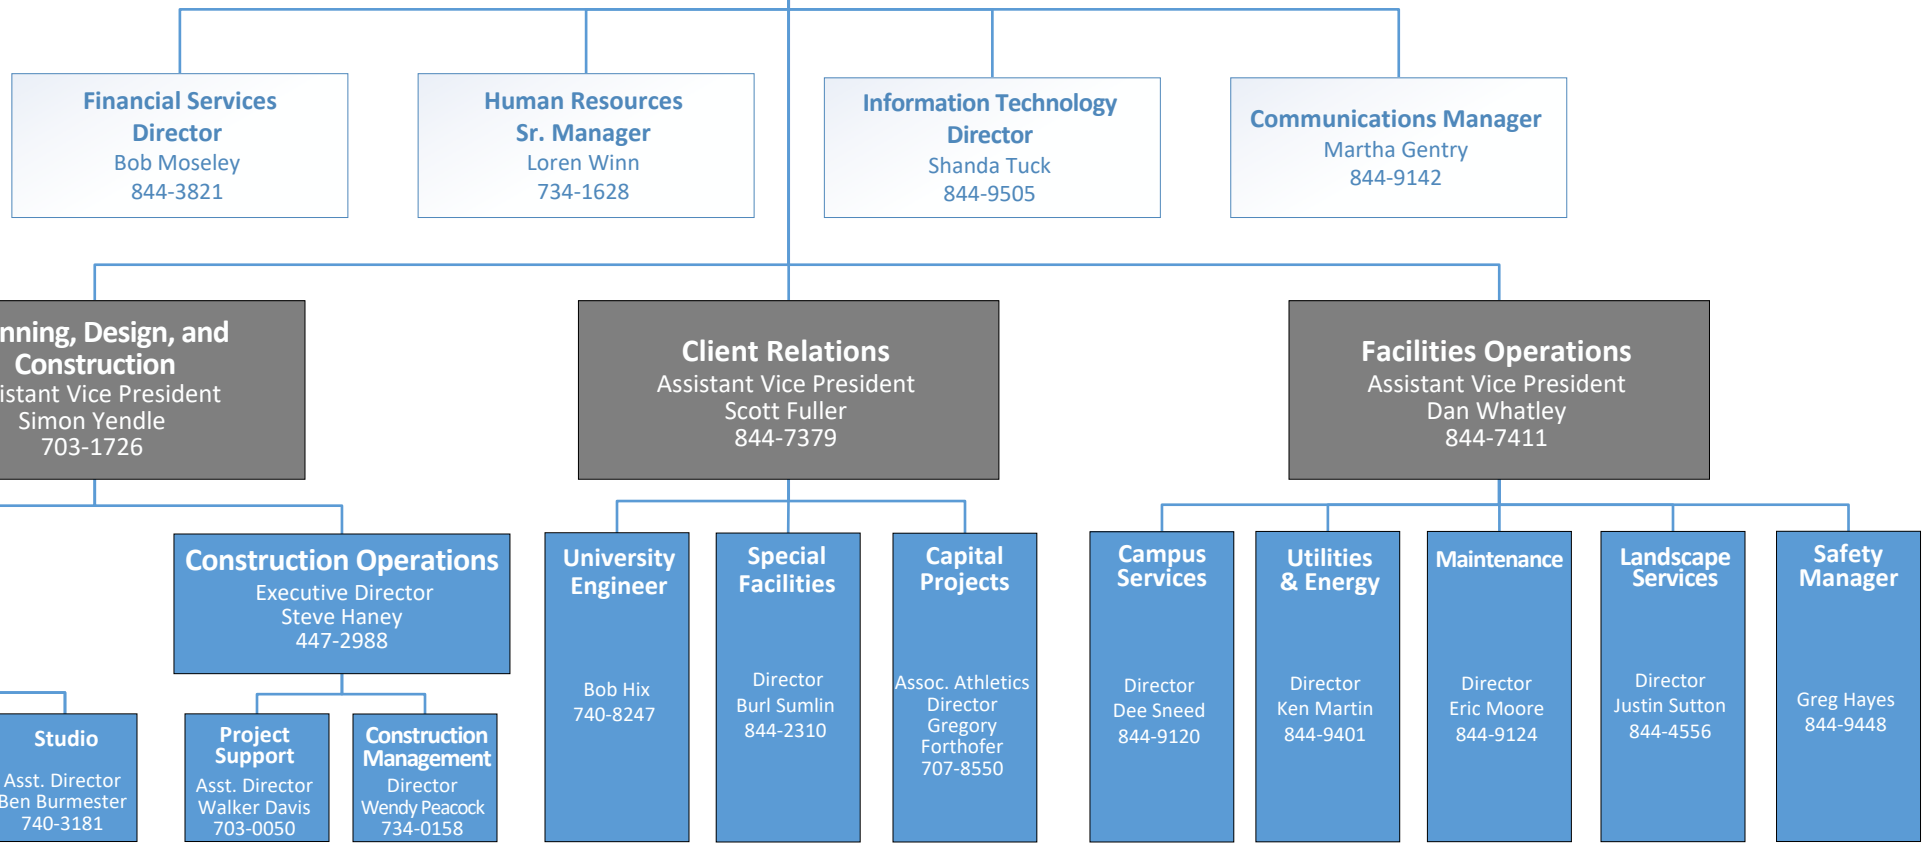 Financial Services
Director
Bob Moseley
844-3821
Human Resources
Sr. Manager
Loren Winn
734-1628
Information Technology
Director
Shanda Tuck
844-9505
Communications Manager
Martha Gentry
844-9142
nning, Design, and
Construction
istant Vice President
Simon Yendle
703-1726
Client Relations
Assistant Vice President
Scott Fuller
844-7379
Facilities Operations
Assistant Vice President
Dan Whatley
844-7411
Construction Operations
Executive Director
Steve Haney
447-2988
Studio
Asst. Director
Ben Burmester
740-3181
Project
Support
Asst. Director
Walker Davis
703-0050
Construction
Management
Director
Wendy Peacock
734-0158
University
Engineer
Bob Hix
740-8247
Special
Facilities
Director
Burl Sumlin
844-2310
Capital
Projects
Assoc. Athletics
Director
Gregory
Forthofer
707-8550
Campus
Services
Director
Dee Sneed
844-9120
Utilities
& Energy
Director
Ken Martin
844-9401
Maintenance
Director
Eric Moore
844-9124
Landscape
Services
Director
Justin Sutton
844-4556
Safety
Manager
Greg Hayes
844-9448